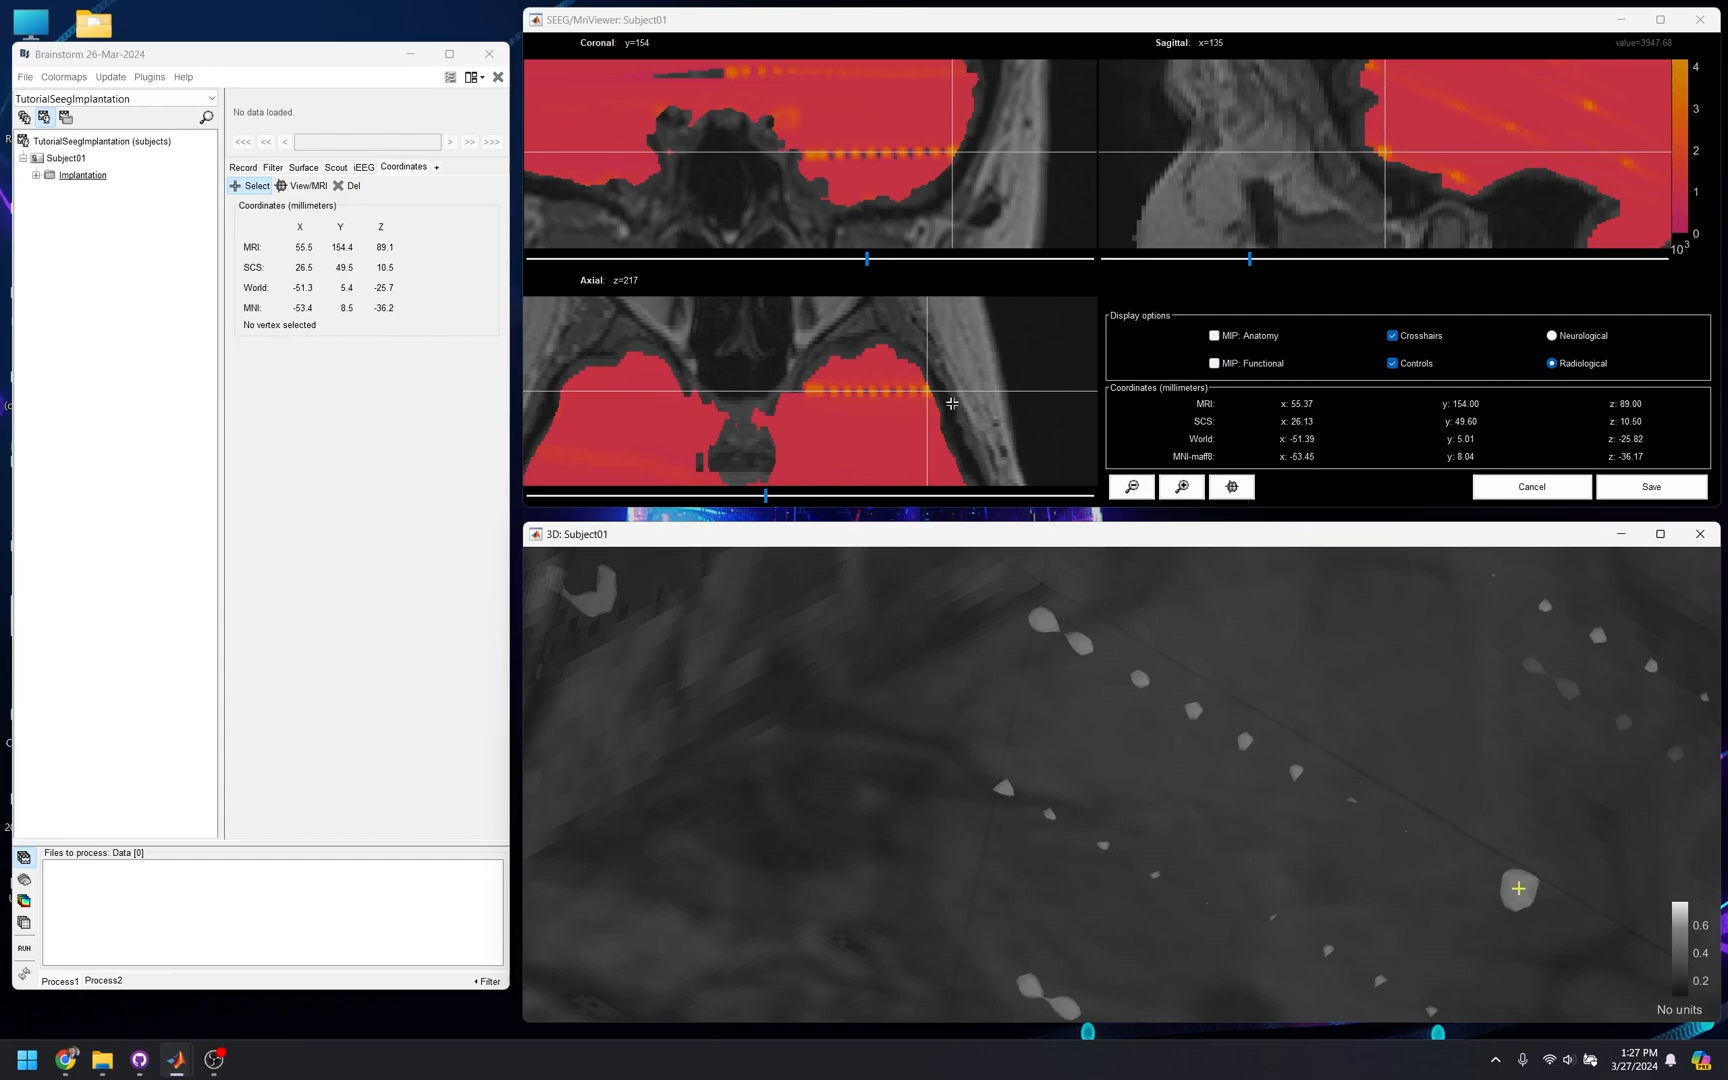 Brainstorm 26-Mar-2024
File Colormaps Update Plugins Help
TutorialSeegImplantation
TutorialSeegImplantation (subjects)
Subject01
Implantation
No data loaded.
<<< << < > >> >>>
Record Filter Surface Scout iEEG Coordinates +
Select View/MRI Del
Coordinates (millimeters)
X Y Z
MRI: 55.5 154.4 89.1
SCS: 26.5 49.5 10.5
World: -51.3 5.4 -25.7
MNI: -53.4 8.5 -36.2
No vertex selected
Files to process: Data [0]
RUN
Process1 Process2 Filter
SEEG/MriViewer: Subject01
Coronal: y=154
Sagittal: x=135
value=3947.68
4
3
2
1
0
10³
Axial: z=217
Display options
MIP: Anatomy Crosshairs Neurological
MIP: Functional Controls Radiological
Coordinates (millimeters)
MRI: x: 55.37 y: 154.00 z: 89.00
SCS: x: 26.13 y: 49.60 z: 10.50
World: x: -51.39 y: 5.01 z: -25.82
MNI-maff8: x: -53.45 y: 8.04 z: -36.17
Cancel Save
3D: Subject01
0.6
0.4
0.2
No units
1:27 PM
3/27/2024